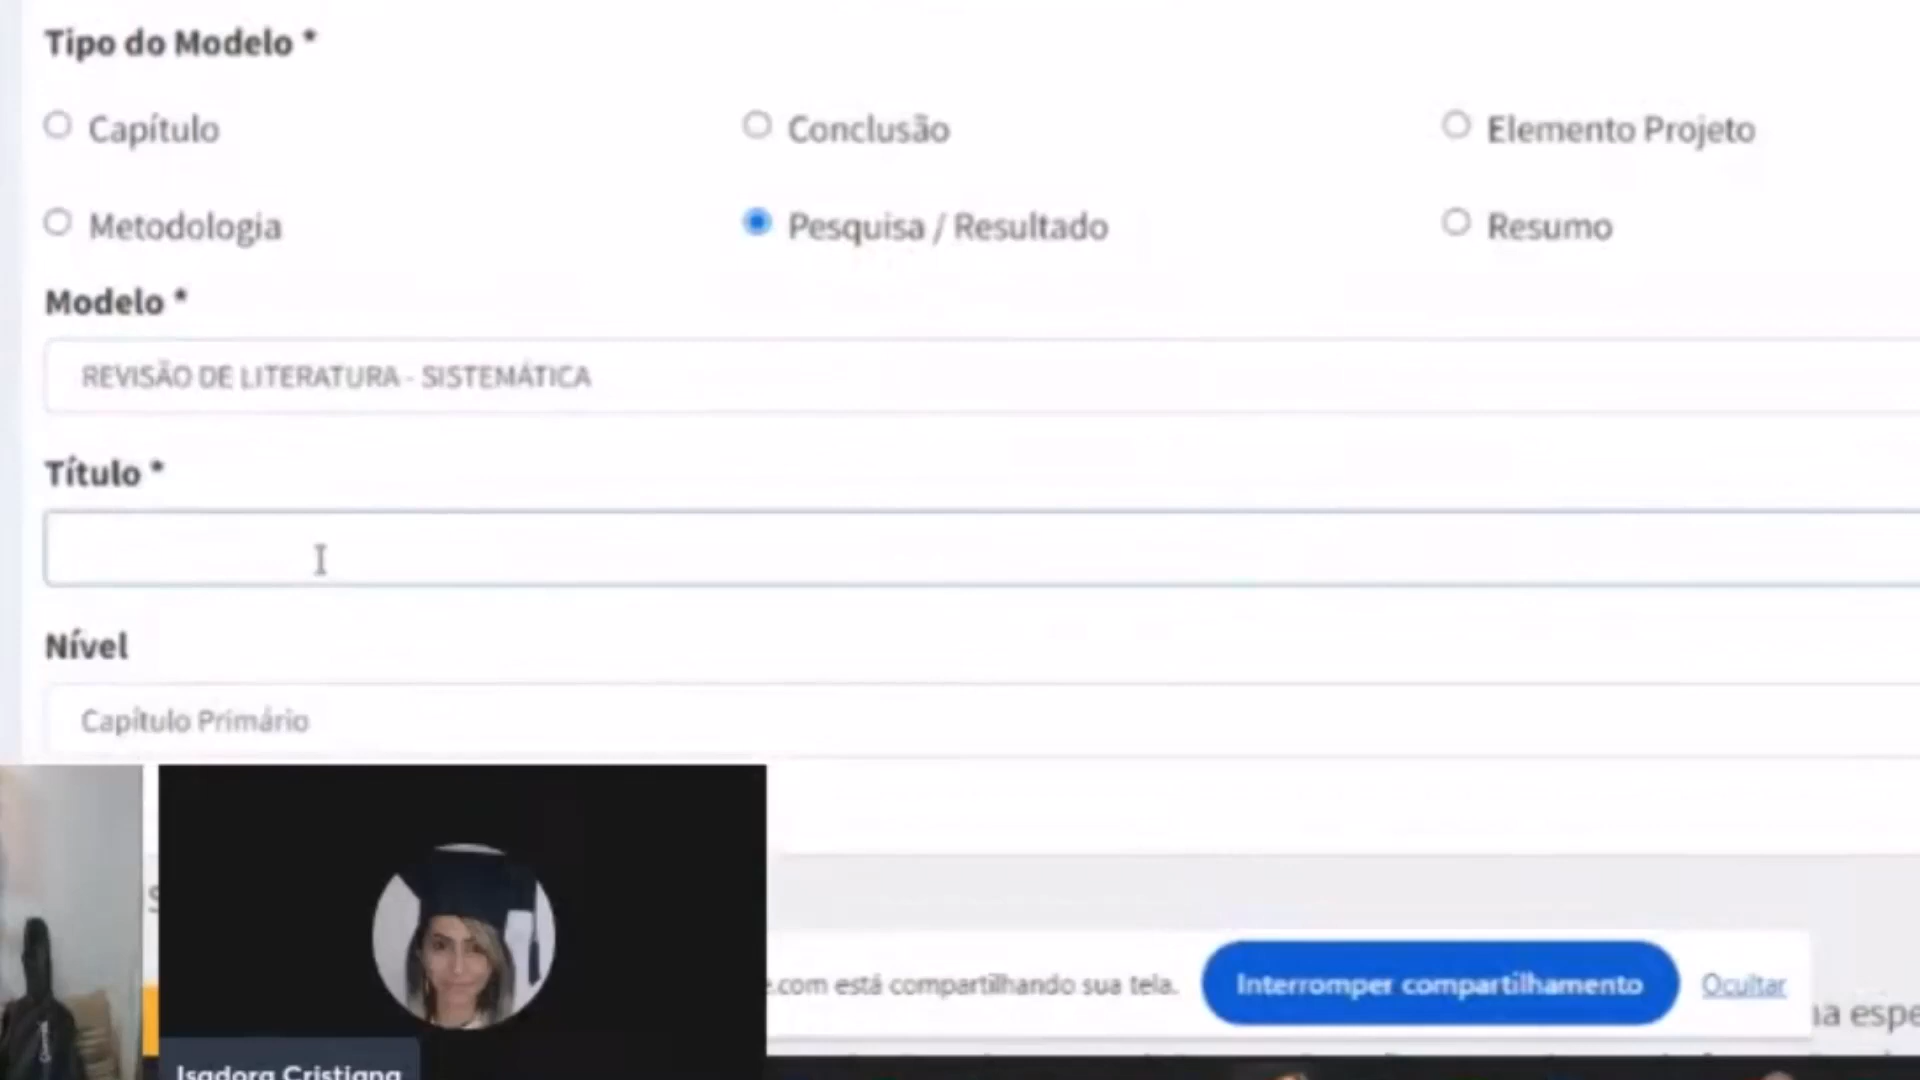 Tipo do Modelo *
Capítulo
Conclusão
Elemento Projeto
Metodologia
Pesquisa / Resultado
Resumo
Modelo *
REVISÃO DE LITERATURA - SISTEMÁTICA
Título *
Nível
Capítulo Primário
.com está compartilhando sua tela.
Interromper compartilhamento
Ocultar
Isadora Cristiana